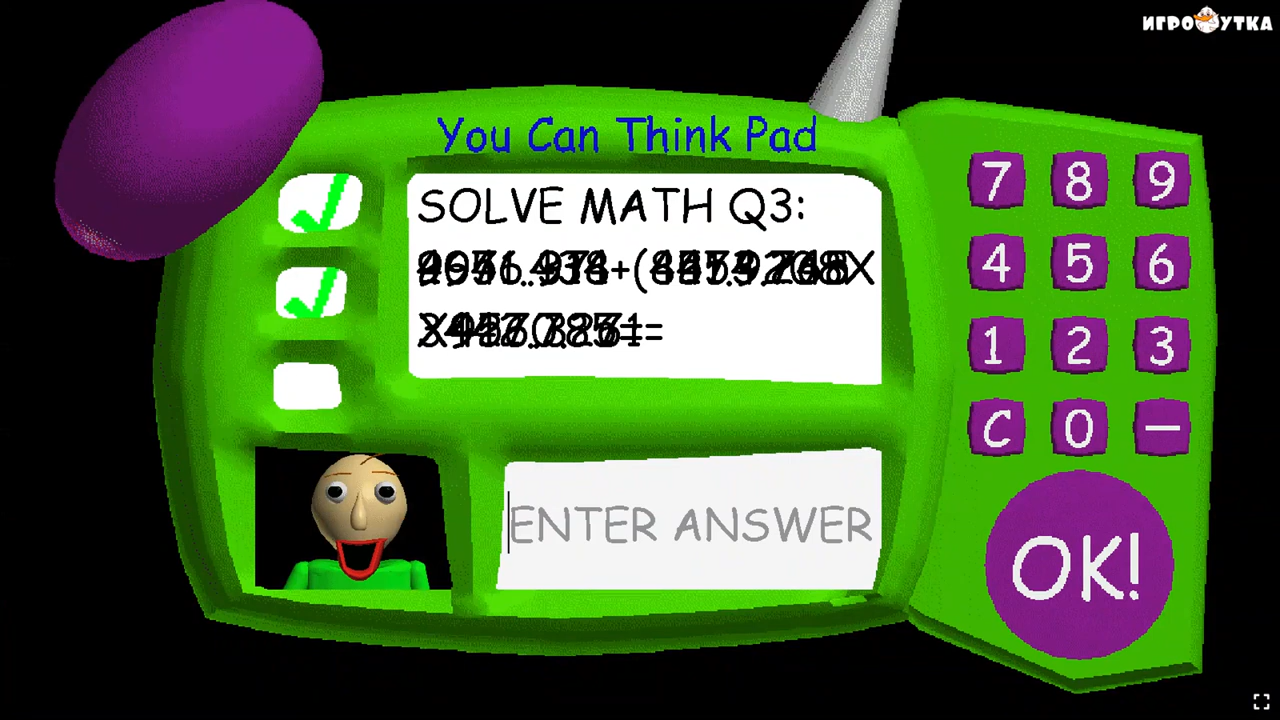 ИГРОУТКА
You Can Think Pad
SOLVE MATH Q3:
7 8 9
4 5 6
1 2 3
C 0 –
ENTER ANSWER
OK!